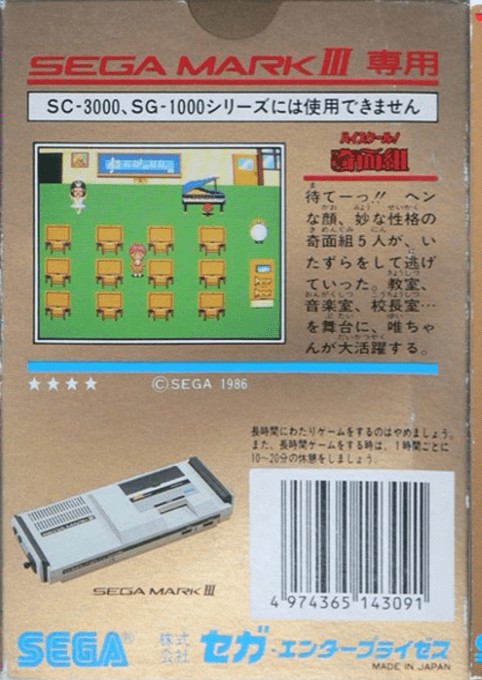 SEGA MARK III 専用
SC-3000、SG-1000シリーズには使用できません
ハイスクール!
奇面組
待てーっ!! ヘン
な顔、妙な性格の
奇面組5人が、い
たずらをして逃げ
ていった。教室、
音楽室、校長室…
を舞台に、唯ちゃ
んが大活躍する。
★★★★ ©SEGA 1986
長時間にわたりゲームをするのはやめましょう。
また、長時間ゲームをする時は、1時間ごとに
10〜20分の休憩をしましょう。
SEGA MARK III
4 974365 143091
SEGA® 株式会社 セガ・エンタープライゼス
MADE IN JAPAN